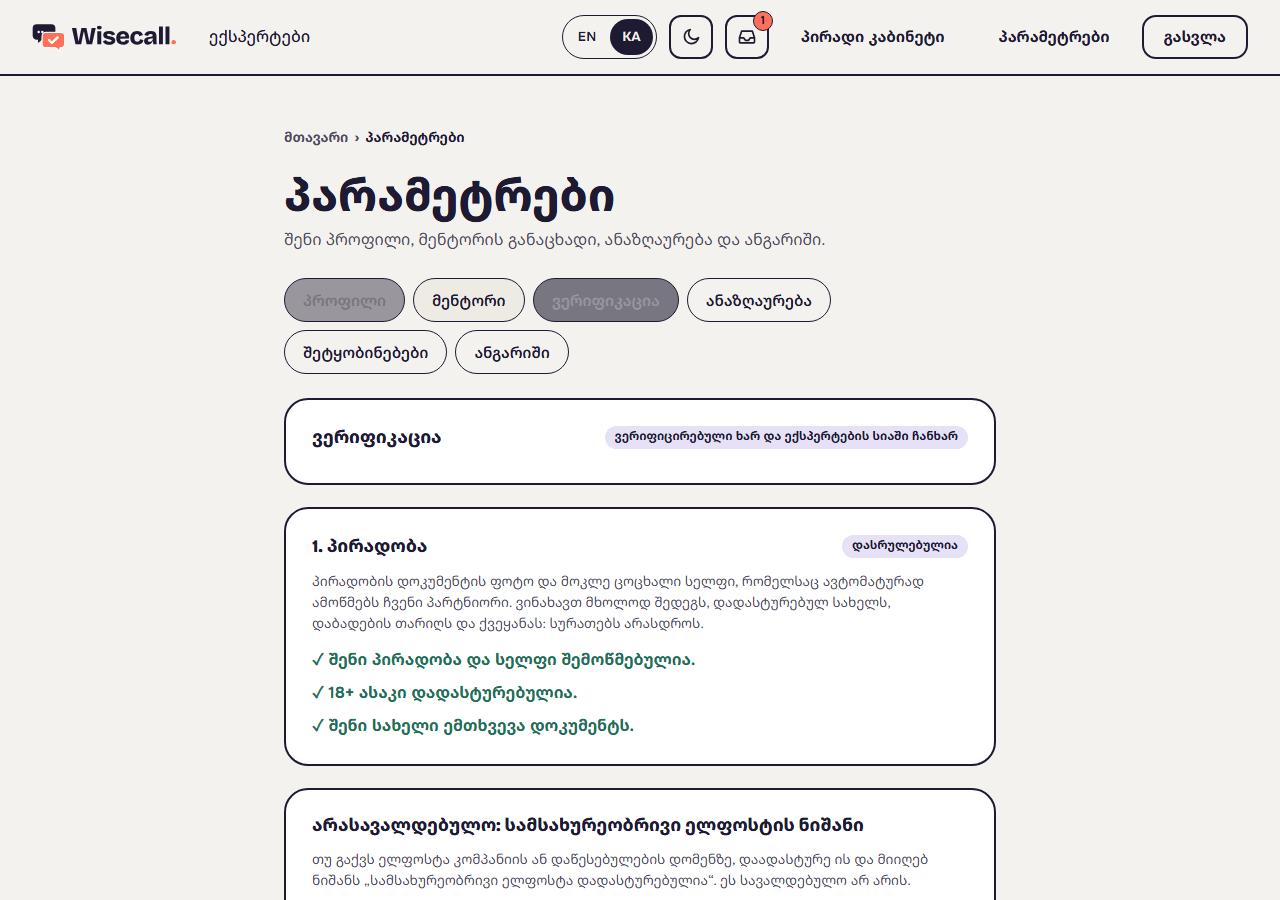 Wisecall.
ექსპერტები
EN
KA
1
პირადი კაბინეტი
პარამეტრები
გასვლა
მთავარი › პარამეტრები
პარამეტრები
შენი პროფილი, მენტორის განაცხადი, ანაზღაურება და ანგარიში.
პროფილი
მენტორი
ვერიფიკაცია
ანაზღაურება
შეტყობინებები
ანგარიში
ვერიფიკაცია
ვერიფიცირებული ხარ და ექსპერტების სიაში ჩანხარ
1. პირადობა
დასრულებულია
პირადობის დოკუმენტის ფოტო და მოკლე ცოცხალი სელფი, რომელსაც ავტომატურად
ამოწმებს ჩვენი პარტნიორი. ვინახავთ მხოლოდ შედეგს, დადასტურებულ სახელს,
დაბადების თარიღს და ქვეყანას: სურათებს არასდროს.
✓ შენი პირადობა და სელფი შემოწმებულია.
✓ 18+ ასაკი დადასტურებულია.
✓ შენი სახელი ემთხვევა დოკუმენტს.
არასავალდებულო: სამსახურეობრივი ელფოსტის ნიშანი
თუ გაქვს ელფოსტა კომპანიის ან დაწესებულების დომენზე, დაადასტურე ის და მიიღებ
ნიშანს „სამსახურეობრივი ელფოსტა დადასტურებულია“. ეს სავალდებულო არ არის.